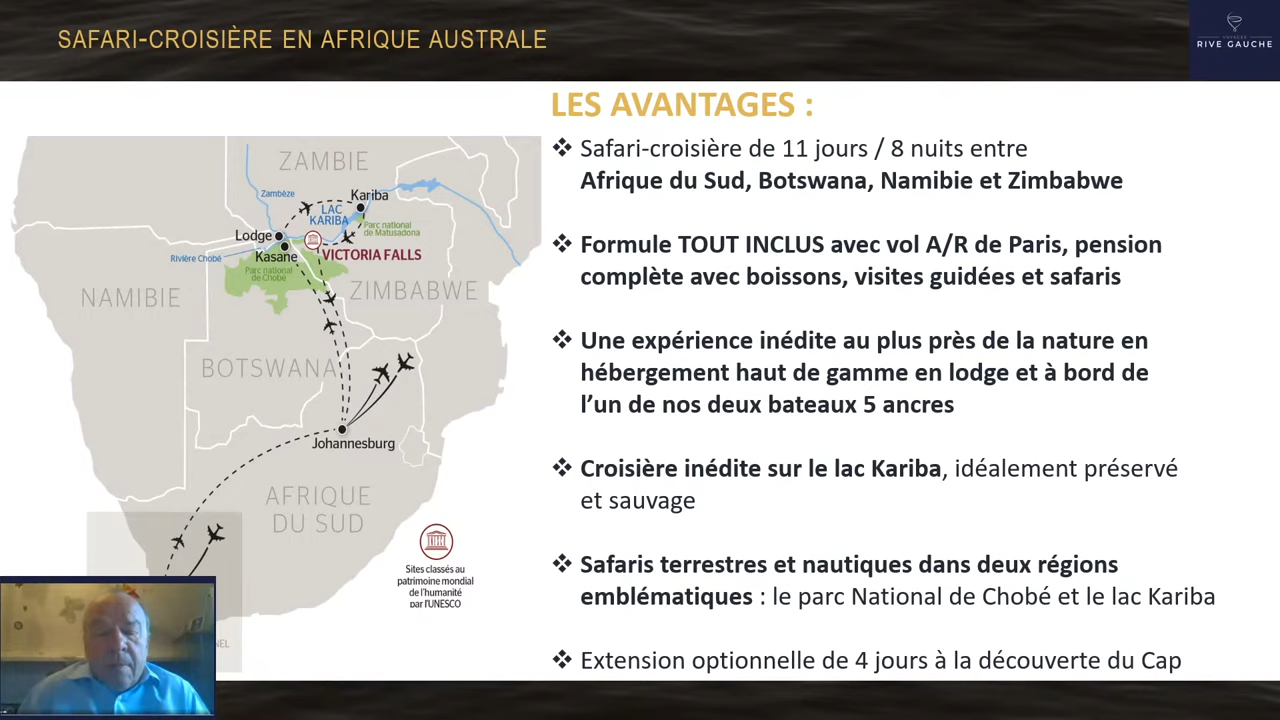 SAFARI-CROISIÈRE EN AFRIQUE AUSTRALE
VOYAGES
RIVE GAUCHE
LES AVANTAGES :
❖ Safari-croisière de 11 jours / 8 nuits entre
Afrique du Sud, Botswana, Namibie et Zimbabwe
❖ Formule TOUT INCLUS avec vol A/R de Paris, pension
complète avec boissons, visites guidées et safaris
❖ Une expérience inédite au plus près de la nature en
hébergement haut de gamme en lodge et à bord de
l’un de nos deux bateaux 5 ancres
❖ Croisière inédite sur le lac Kariba, idéalement préservé
et sauvage
❖ Safaris terrestres et nautiques dans deux régions
emblématiques : le parc National de Chobé et le lac Kariba
❖ Extension optionnelle de 4 jours à la découverte du Cap
ZAMBIE
Zambèze
Kariba
LAC
KARIBA
Parc national
de Matusadona
Lodge
VICTORIA FALLS
Kasane
Rivière Chobé
Parc national
de Chobé
NAMIBIE
ZIMBABWE
BOTSWANA
Johannesburg
AFRIQUE
DU SUD
Sites classés au
patrimoine mondial
de l’humanité
par l’UNESCO
NEL